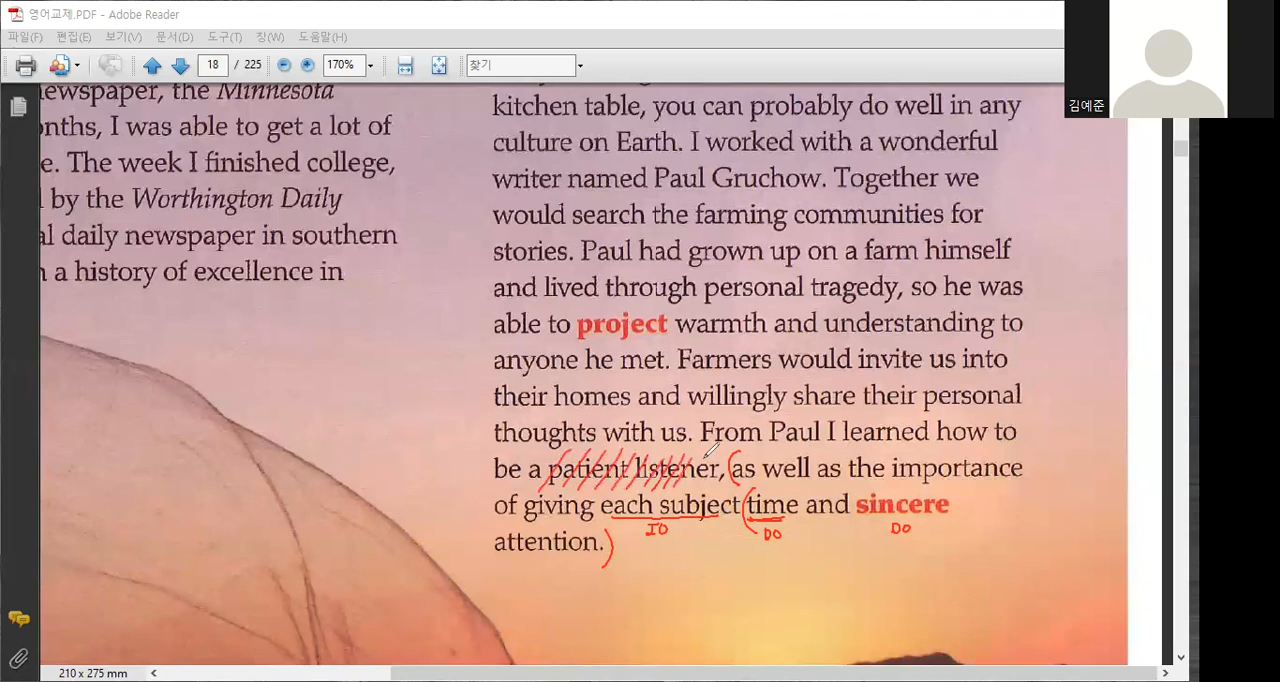 영어교제.PDF - Adobe Reader
파일(F) 편집(E) 보기(V) 문서(D) 도구(T) 창(W) 도움말(H)
18 / 225 170% 찾기
김예준
ewspaper, the Minnesota
onths, I was able to get a lot of
e. The week I finished college,
l by the Worthington Daily
al daily newspaper in southern
n a history of excellence in
kitchen table, you can probably do well in any
culture on Earth. I worked with a wonderful
writer named Paul Gruchow. Together we
would search the farming communities for
stories. Paul had grown up on a farm himself
and lived through personal tragedy, so he was
able to project warmth and understanding to
anyone he met. Farmers would invite us into
their homes and willingly share their personal
thoughts with us. From Paul I learned how to
be a patient listener, (as well as the importance
of giving each subject (time and sincere
IO DO DO
attention.)
210 x 275 mm